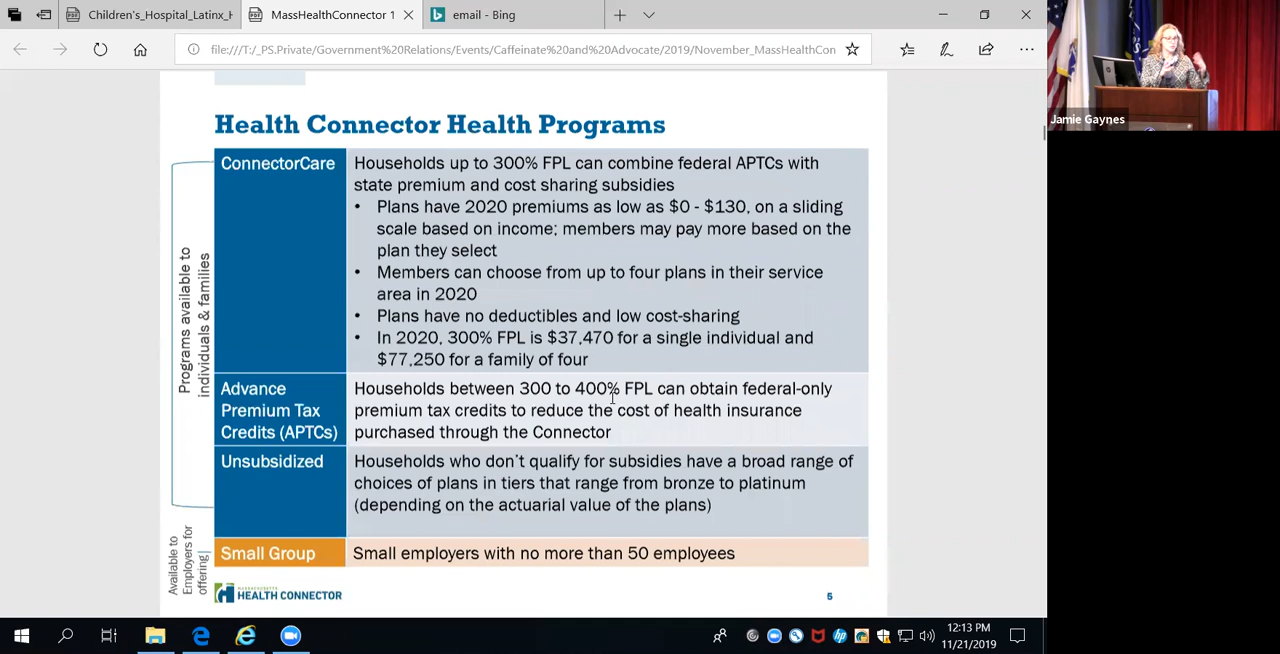 Children's_Hospital_Latinx_H
MassHealthConnector 1
email - Bing
file:///T:/_PS.Private/Government%20Relations/Events/Caffeinate%20and%20Advocate/2019/November_MassHealthCon
Jamie Gaynes
Health Connector Health Programs
Programs available to
individuals & families
ConnectorCare
Households up to 300% FPL can combine federal APTCs with
state premium and cost sharing subsidies
• Plans have 2020 premiums as low as $0 - $130, on a sliding
scale based on income; members may pay more based on the
plan they select
• Members can choose from up to four plans in their service
area in 2020
• Plans have no deductibles and low cost-sharing
• In 2020, 300% FPL is $37,470 for a single individual and
$77,250 for a family of four
Advance
Premium Tax
Credits (APTCs)
Households between 300 to 400% FPL can obtain federal-only
premium tax credits to reduce the cost of health insurance
purchased through the Connector
Unsubsidized
Households who don't qualify for subsidies have a broad range of
choices of plans in tiers that range from bronze to platinum
(depending on the actuarial value of the plans)
Available to
Employers for
offering
Small Group
Small employers with no more than 50 employees
MASSACHUSETTS
HEALTH CONNECTOR
5
12:13 PM
11/21/2019